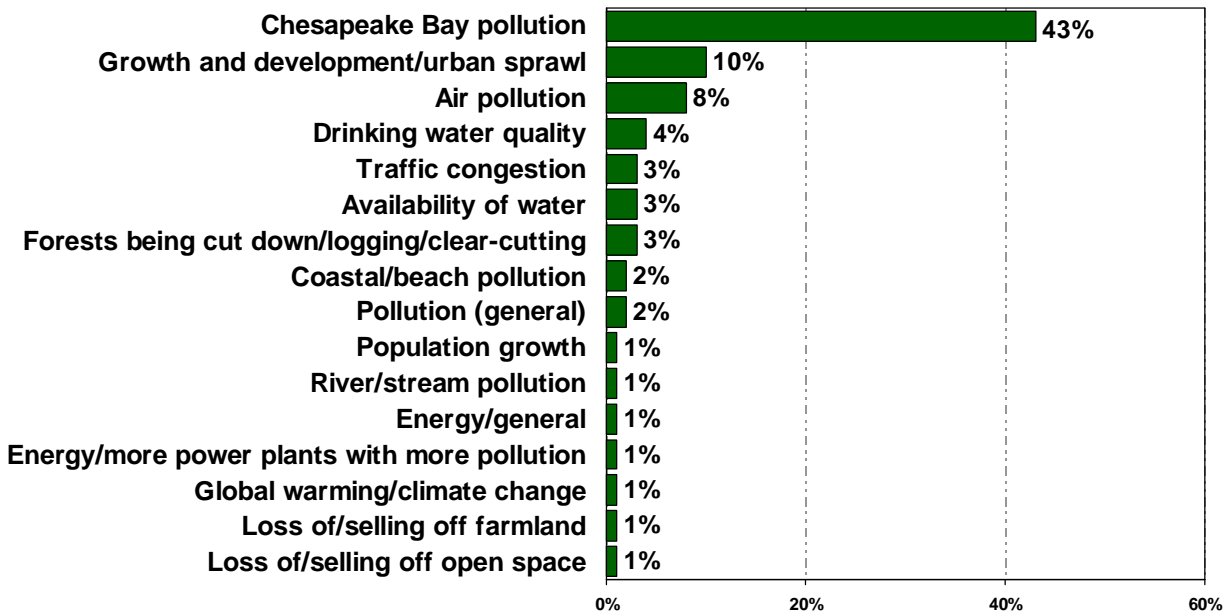 Chesapeake Bay pollution 43%
Growth and development/urban sprawl 10%
Air pollution 8%
Drinking water quality 4%
Traffic congestion 3%
Availability of water 3%
Forests being cut down/logging/clear-cutting 3%
Coastal/beach pollution 2%
Pollution (general) 2%
Population growth 1%
River/stream pollution 1%
Energy/general 1%
Energy/more power plants with more pollution 1%
Global warming/climate change 1%
Loss of/selling off farmland 1%
Loss of/selling off open space 1%
0% 20% 40% 60%